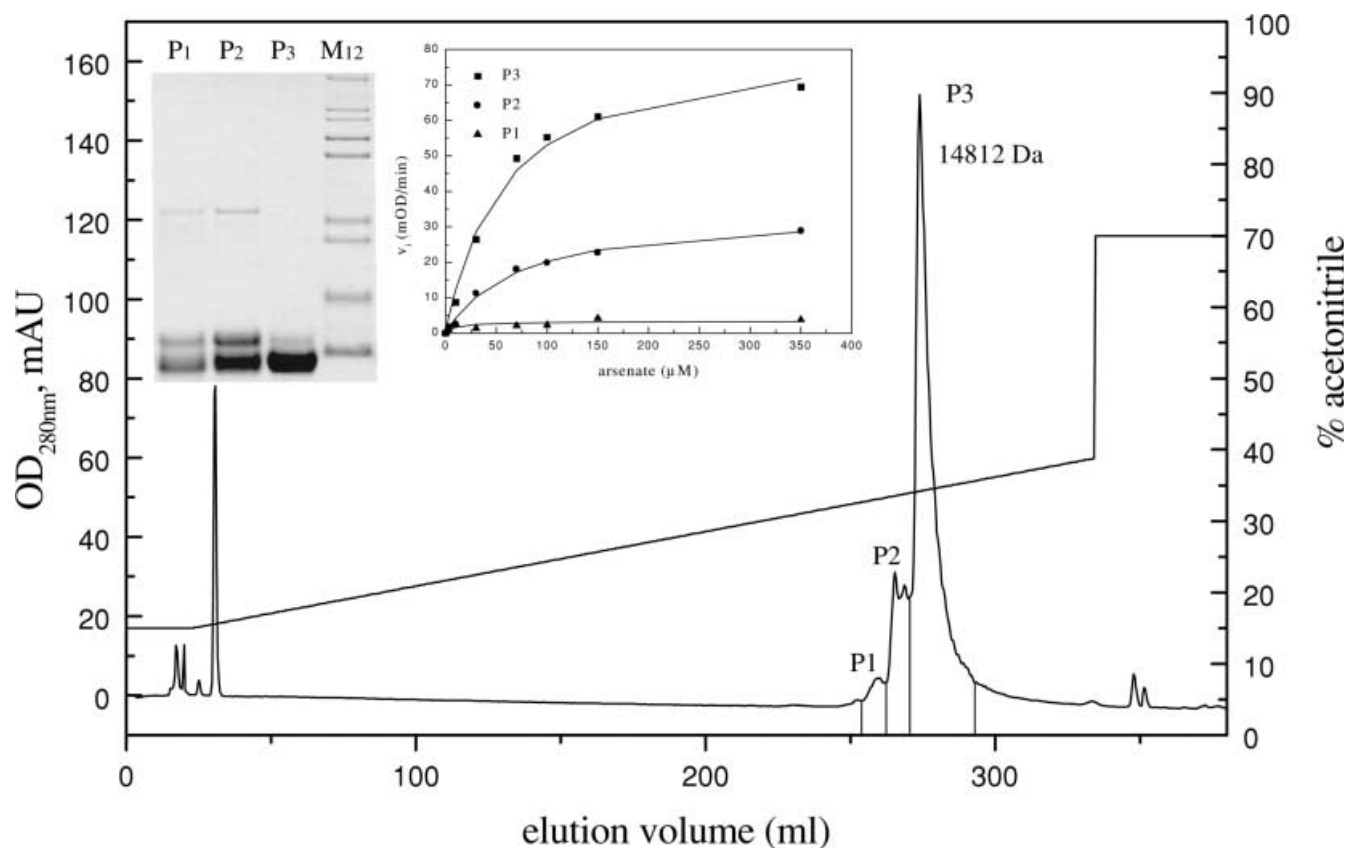 P1 P2 P3 M12
80
70
60
50
40
30
20
10
0
P3
P2
P1
vi (mOD/min)
0 50 100 150 200 250 300 350 400
arsenate (µM)
160
140
120
100
80
60
40
20
0
OD280nm, mAU
P1
P2
P3
14812 Da
100
90
80
70
60
50
40
30
20
10
0
% acetonitrile
0 100 200 300
elution volume (ml)